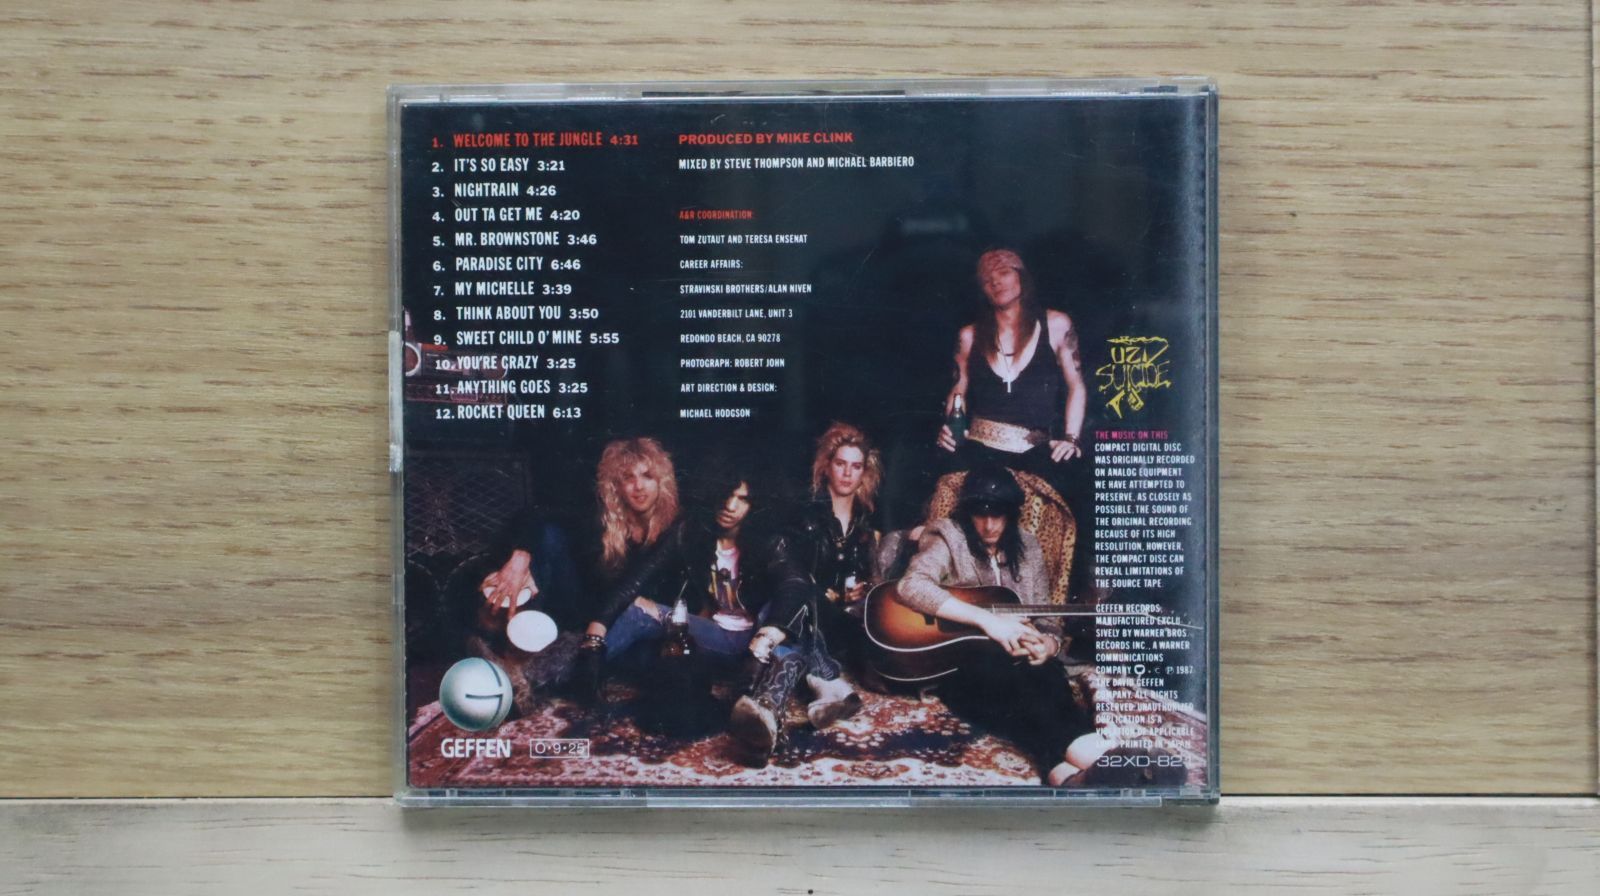 1. WELCOME TO THE JUNGLE 4:31
2. IT'S SO EASY 3:21
3. NIGHTRAIN 4:26
4. OUT TA GET ME 4:20
5. MR. BROWNSTONE 3:46
6. PARADISE CITY 6:46
7. MY MICHELLE 3:39
8. THINK ABOUT YOU 3:50
9. SWEET CHILD O' MINE 5:55
10. YOU'RE CRAZY 3:25
11. ANYTHING GOES 3:25
12. ROCKET QUEEN 6:13
PRODUCED BY MIKE CLINK
MIXED BY STEVE THOMPSON AND MICHAEL BARBIERO
A&R COORDINATION:
TOM ZUTAUT AND TERESA ENSENAT
CAREER AFFAIRS:
STRAVINSKI BROTHERS/ALAN NIVEN
2101 VANDERBILT LANE, UNIT 3
REDONDO BEACH, CA 90278
PHOTOGRAPH: ROBERT JOHN
ART DIRECTION & DESIGN:
MICHAEL HODGSON
UZI
SUICIDE
THE MUSIC ON THIS
COMPACT DIGITAL DISC
WAS ORIGINALLY RECORDED
ON ANALOG EQUIPMENT.
WE HAVE ATTEMPTED TO
PRESERVE, AS CLOSELY AS
POSSIBLE, THE SOUND OF
THE ORIGINAL RECORDING.
BECAUSE OF ITS HIGH
RESOLUTION, HOWEVER,
THE COMPACT DISC CAN
REVEAL LIMITATIONS OF
THE SOURCE TAPE.
GEFFEN RECORDS,
MANUFACTURED EXCLU
SIVELY BY WARNER BROS.
RECORDS INC., A WARNER
COMMUNICATIONS
COMPANY. © ℗ 1987
THE DAVID GEFFEN
COMPANY. ALL RIGHTS
RESERVED. UNAUTHORIZED
DUPLICATION IS A
VIOLATION OF APPLICABLE
LAWS. PRINTED IN JAPAN.
32XD-821
G
GEFFEN ®
O•9•25